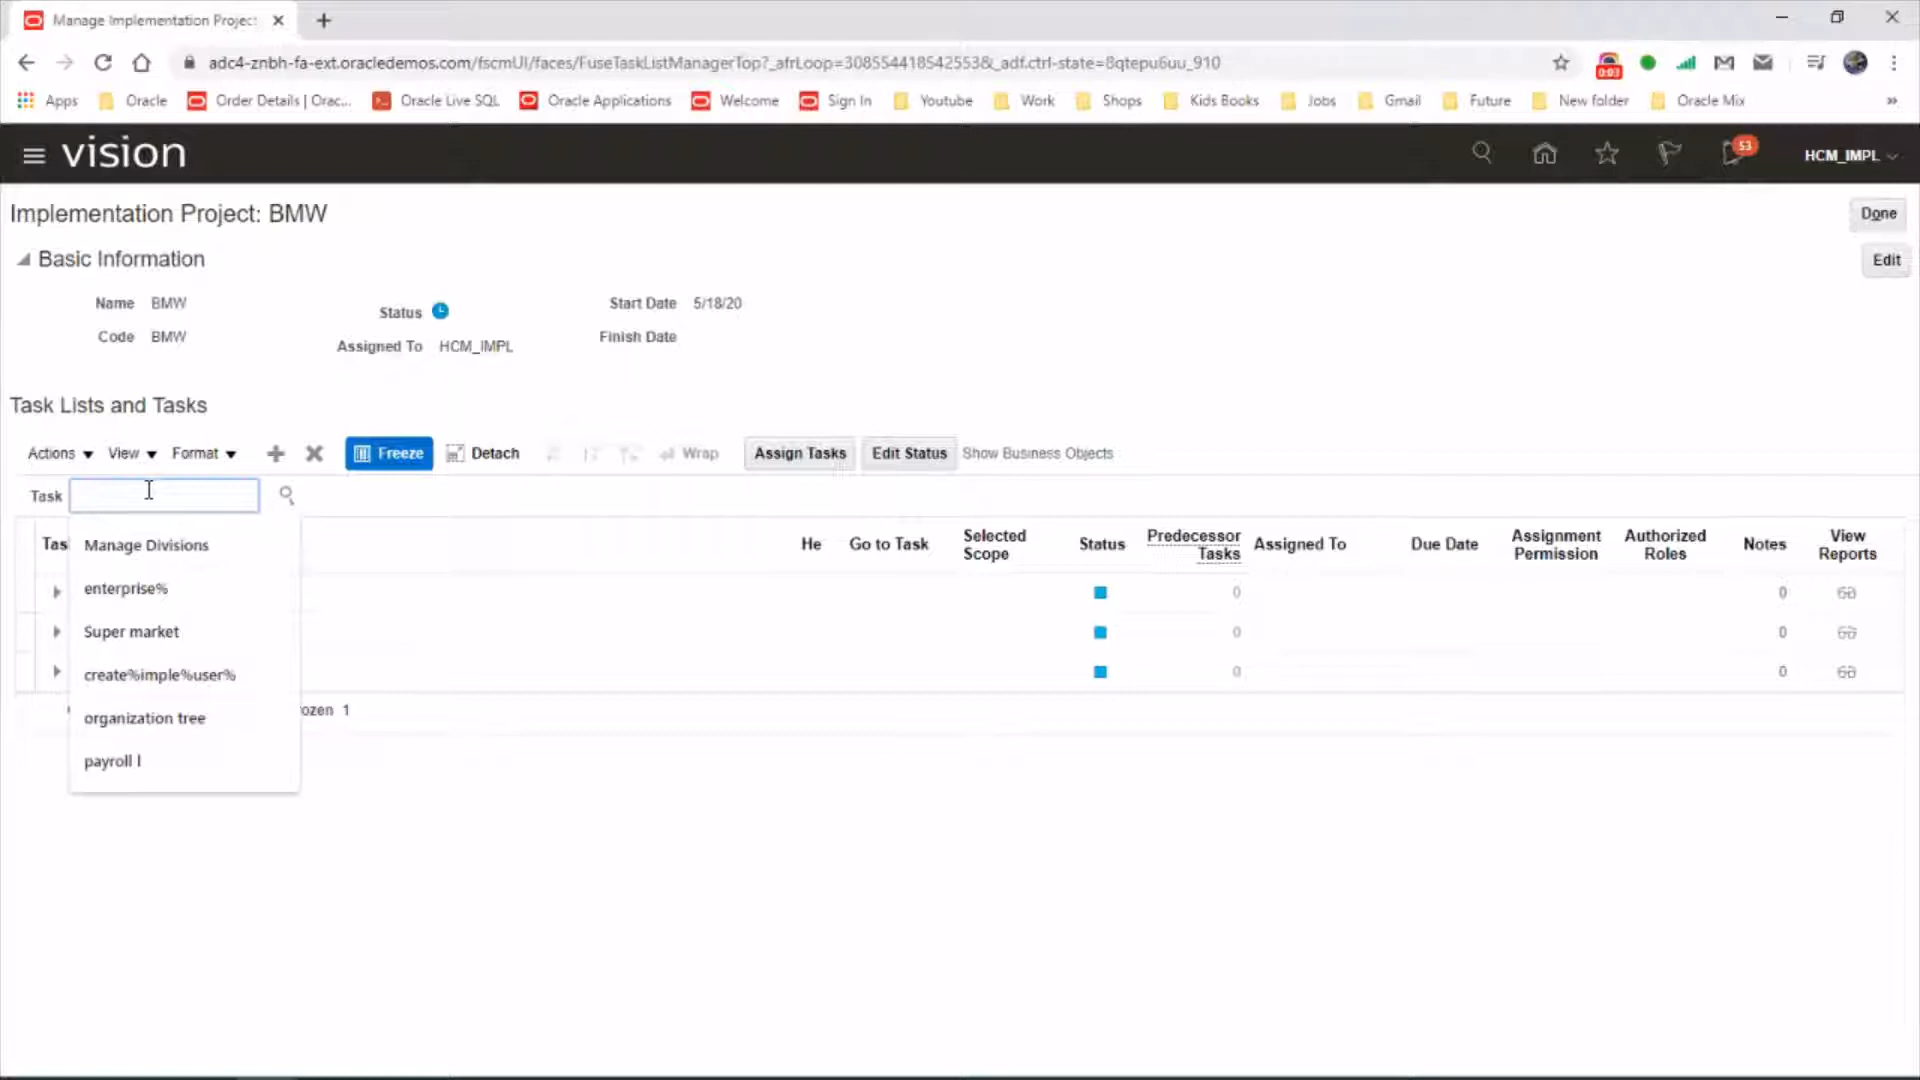 Manage Implementation Project
adc4-znbh-fa-ext.oracledemos.com/fscmUI/faces/FuseTaskListManagerTop?_afrLoop=30855441854255​3&_adf.ctrl-state=8qtepu6uu_910
0:03
Apps Oracle Order Details | Orac... Oracle Live SQL Oracle Applications Welcome Sign In Youtube Work Shops Kids Books Jobs Gmail Future New folder Oracle Mix »
vision 53 HCM_IMPL
Implementation Project: BMW Done
Basic Information Edit
Name BMW Status Start Date 5/18/20
Code BMW Assigned To HCM_IMPL Finish Date
Task Lists and Tasks
Actions View Format Freeze Detach Wrap Assign Tasks Edit Status Show Business Objects
Task
Tas He Go to Task Selected Scope Status Predecessor Tasks Assigned To Due Date Assignment Permission Authorized Roles Notes View Reports
Manage Divisions
enterprise%
Super market
create%imple%user%
organization tree
payroll l
0 0
0 0
0 0
ozen 1